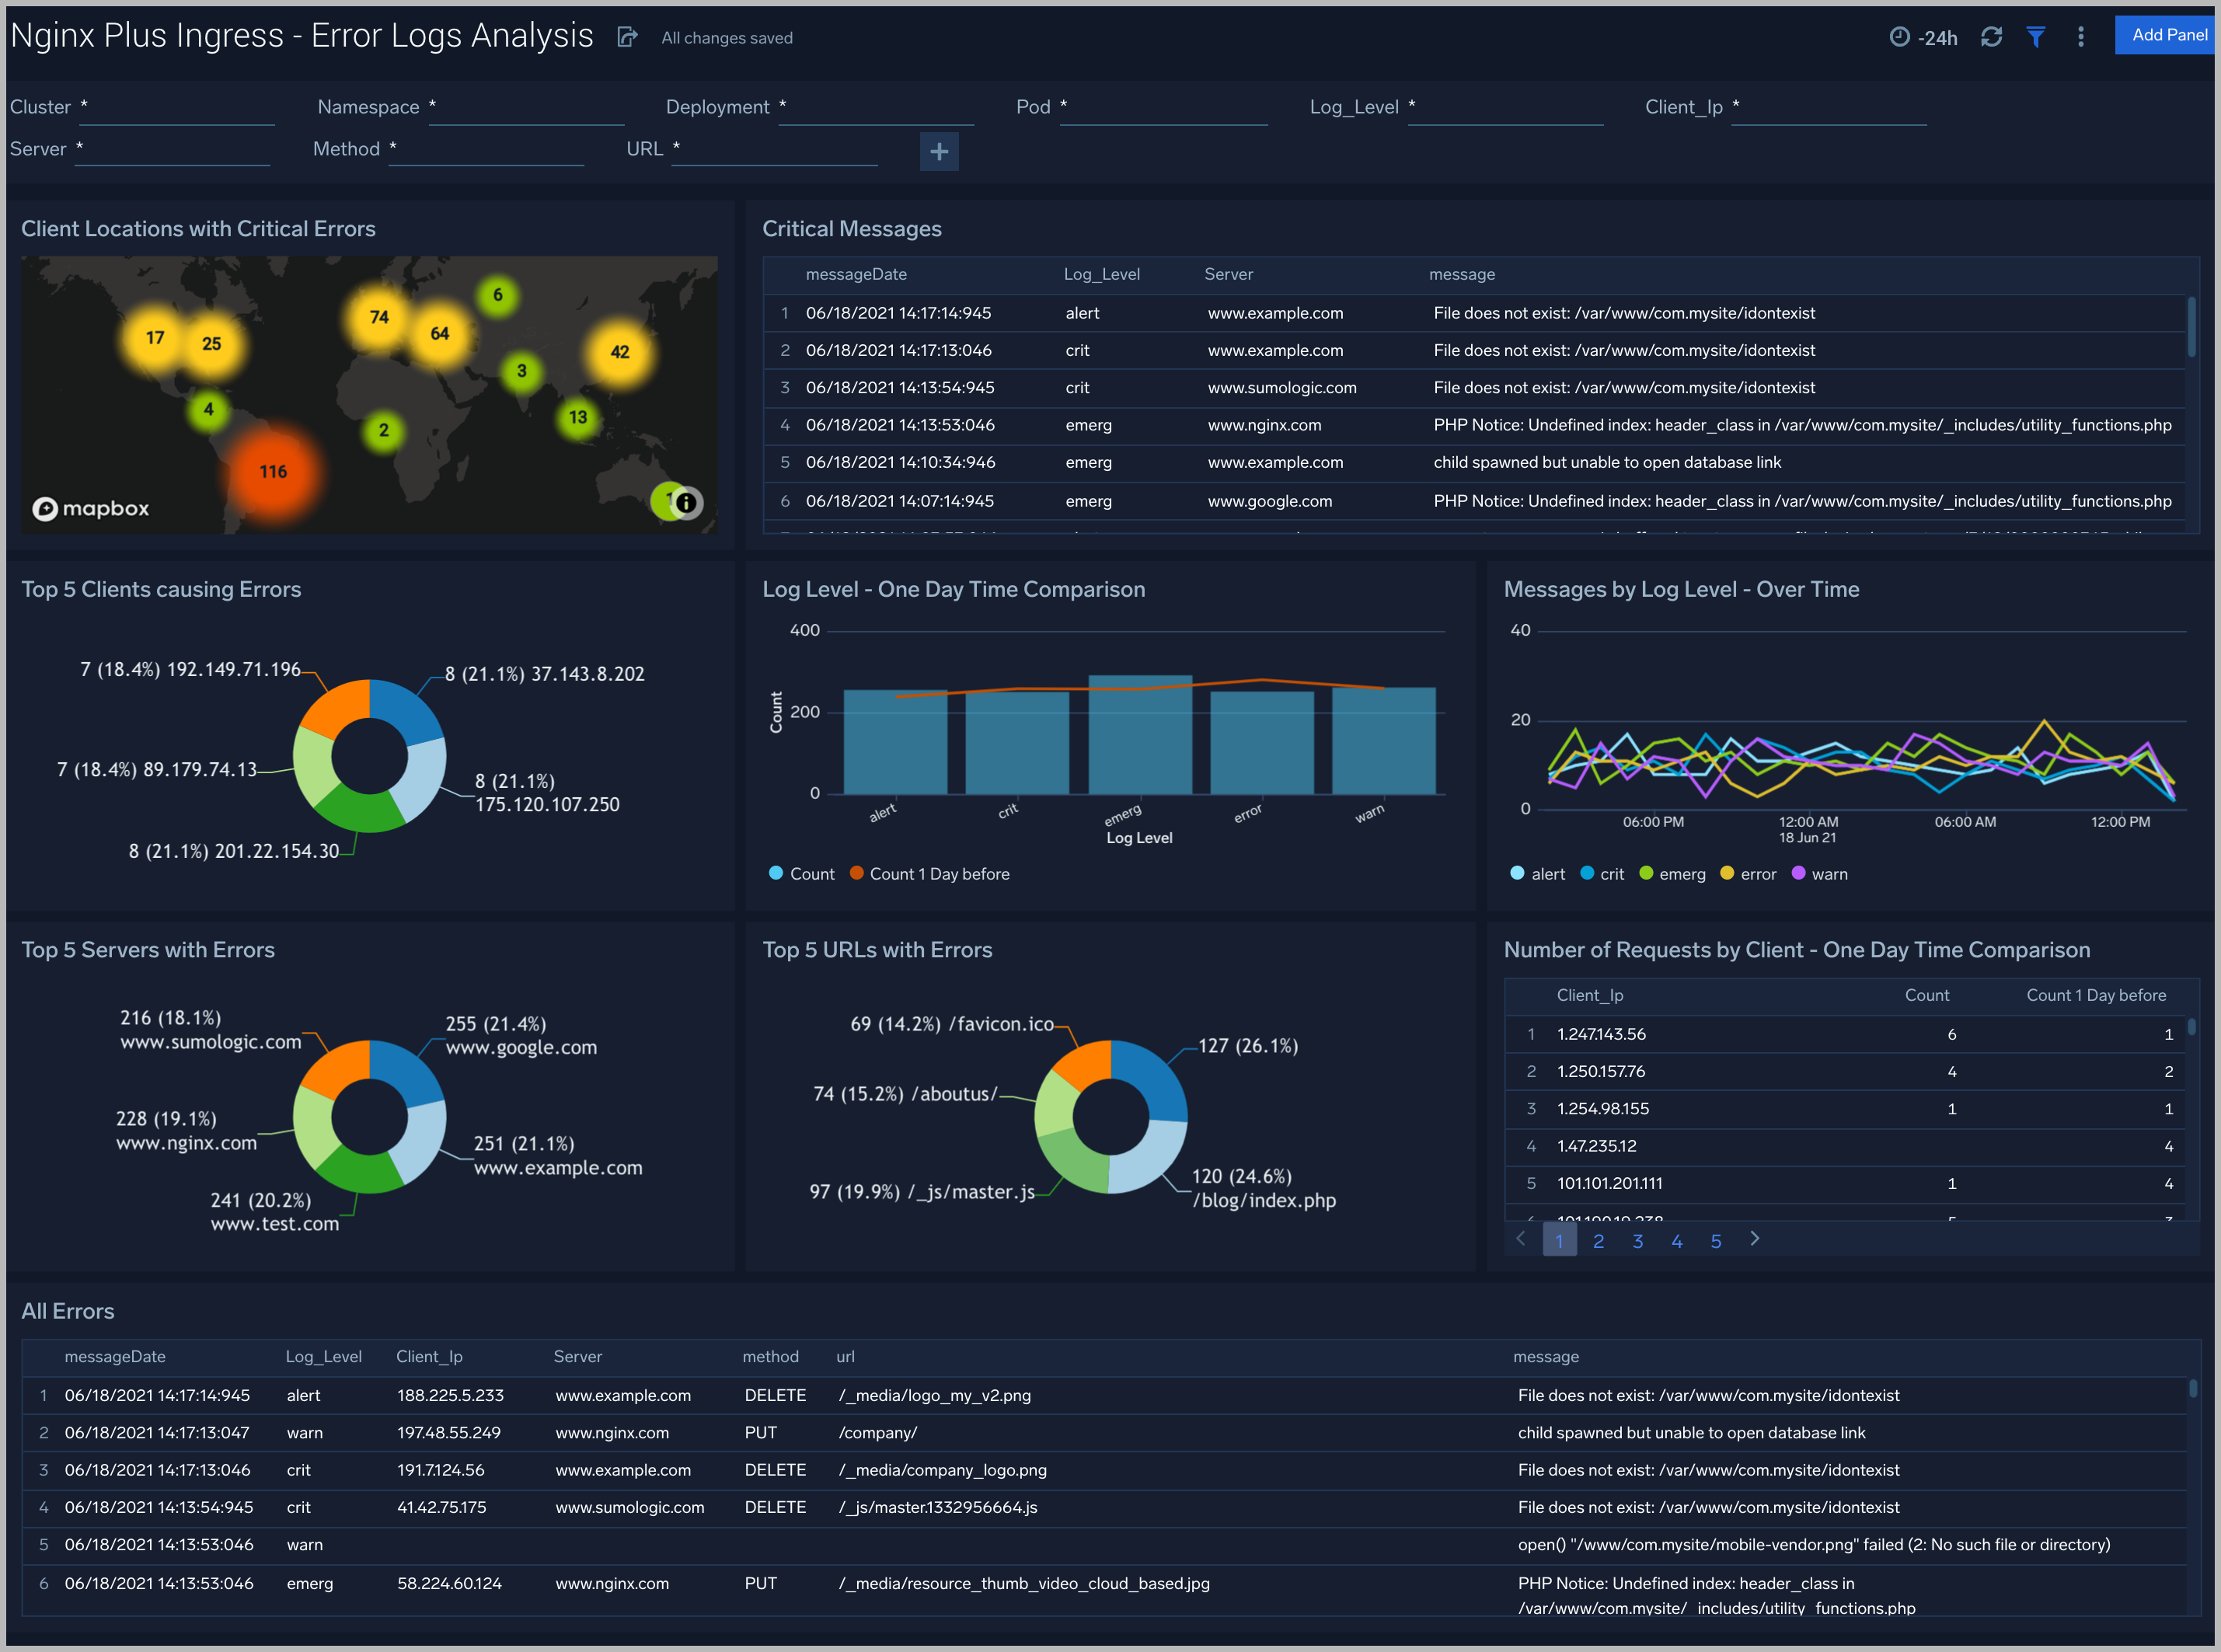 Nginx Plus Ingress - Error Logs Analysis All changes saved -24h Add Panel
Cluster * Namespace * Deployment * Pod * Log_Level * Client_Ip *
Server * Method * URL * +
Client Locations with Critical Errors
17
25
74
64
6
42
3
4
2
13
116
mapbox
Critical Messages
messageDate Log_Level Server message
1 06/18/2021 14:17:14:945 alert www.example.com File does not exist: /var/www/com.mysite/idontexist
2 06/18/2021 14:17:13:046 crit www.example.com File does not exist: /var/www/com.mysite/idontexist
3 06/18/2021 14:13:54:945 crit www.sumologic.com File does not exist: /var/www/com.mysite/idontexist
4 06/18/2021 14:13:53:046 emerg www.nginx.com PHP Notice: Undefined index: header_class in /var/www/com.mysite/_includes/utility_functions.php
5 06/18/2021 14:10:34:946 emerg www.example.com child spawned but unable to open database link
6 06/18/2021 14:07:14:945 emerg www.google.com PHP Notice: Undefined index: header_class in /var/www/com.mysite/_includes/utility_functions.php
Top 5 Clients causing Errors
7 (18.4%) 192.149.71.196
8 (21.1%) 37.143.8.202
7 (18.4%) 89.179.74.13
8 (21.1%)
175.120.107.250
8 (21.1%) 201.22.154.30
Log Level - One Day Time Comparison
400
200
0
Count
alert crit emerg error warn
Log Level
Count Count 1 Day before
Messages by Log Level - Over Time
40
20
0
06:00 PM 12:00 AM 06:00 AM 12:00 PM
18 Jun 21
alert crit emerg error warn
Top 5 Servers with Errors
216 (18.1%)
www.sumologic.com
255 (21.4%)
www.google.com
228 (19.1%)
www.nginx.com
251 (21.1%)
www.example.com
241 (20.2%)
www.test.com
Top 5 URLs with Errors
69 (14.2%) /favicon.ico
127 (26.1%)
74 (15.2%) /aboutus/
120 (24.6%)
/blog/index.php
97 (19.9%) /_js/master.js
Number of Requests by Client - One Day Time Comparison
Client_Ip Count Count 1 Day before
1 1.247.143.56 6 1
2 1.250.157.76 4 2
3 1.254.98.155 1 1
4 1.47.235.12 4
5 101.101.201.111 1 4
1 2 3 4 5
All Errors
messageDate Log_Level Client_Ip Server method url message
1 06/18/2021 14:17:14:945 alert 188.225.5.233 www.example.com DELETE /_media/logo_my_v2.png File does not exist: /var/www/com.mysite/idontexist
2 06/18/2021 14:17:13:047 warn 197.48.55.249 www.nginx.com PUT /company/ child spawned but unable to open database link
3 06/18/2021 14:17:13:046 crit 191.7.124.56 www.example.com DELETE /_media/company_logo.png File does not exist: /var/www/com.mysite/idontexist
4 06/18/2021 14:13:54:945 crit 41.42.75.175 www.sumologic.com DELETE /_js/master.1332956664.js File does not exist: /var/www/com.mysite/idontexist
5 06/18/2021 14:13:53:046 warn open() "/www/com.mysite/mobile-vendor.png" failed (2: No such file or directory)
6 06/18/2021 14:13:53:046 emerg 58.224.60.124 www.nginx.com PUT /_media/resource_thumb_video_cloud_based.jpg PHP Notice: Undefined index: header_class in
/var/www/com.mysite/_includes/utility_functions.php